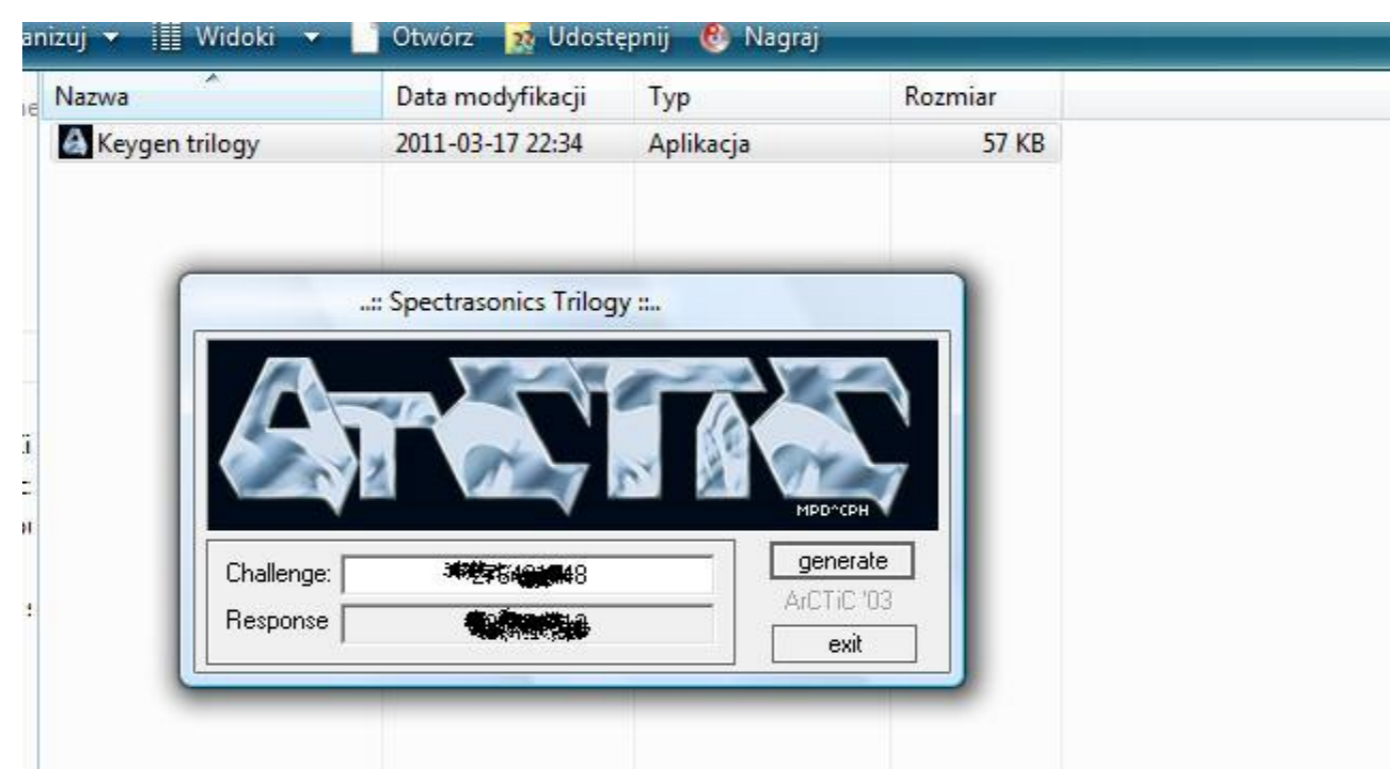 anizuj Widoki Otwórz Udostępnij Nagraj
Nazwa Data modyfikacji Typ Rozmiar
Keygen trilogy 2011-03-17 22:34 Aplikacja 57 KB
..:: Spectrasonics Trilogy ::..
ArCTiC
MPD^CPH
Challenge:
generate
ArCTiC '03
Response
exit